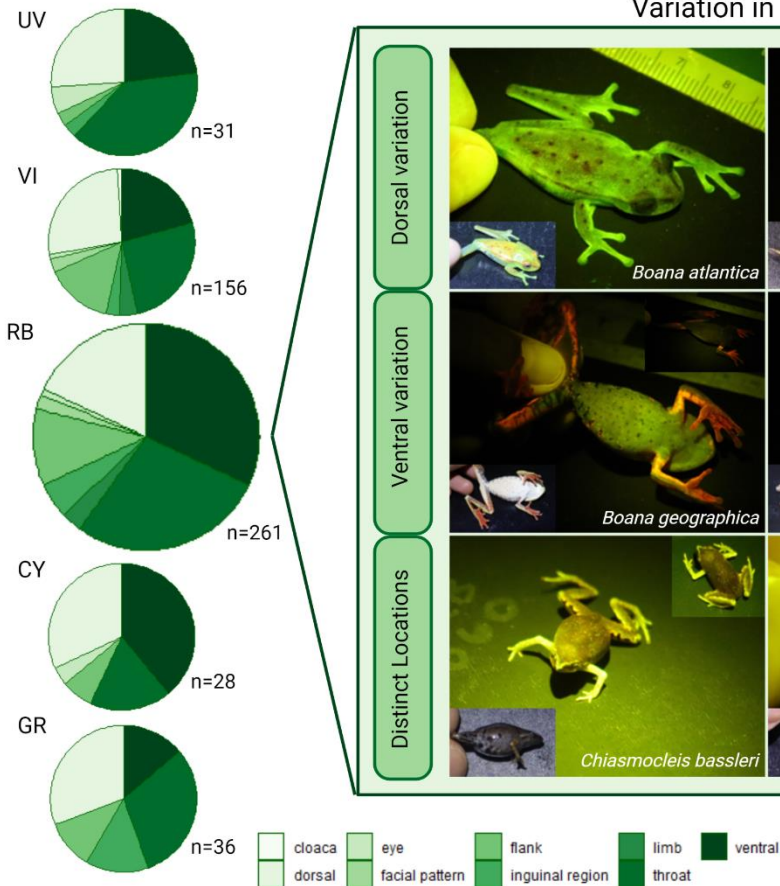 Variation in
UV
n=31
VI
n=156
RB
n=261
CY
n=28
GR
n=36
Dorsal variation
Boana atlantica
Ventral variation
Boana geographica
Distinct Locations
Chiasmocleis bassleri
cloaca eye flank limb ventral
dorsal facial pattern inguinal region throat